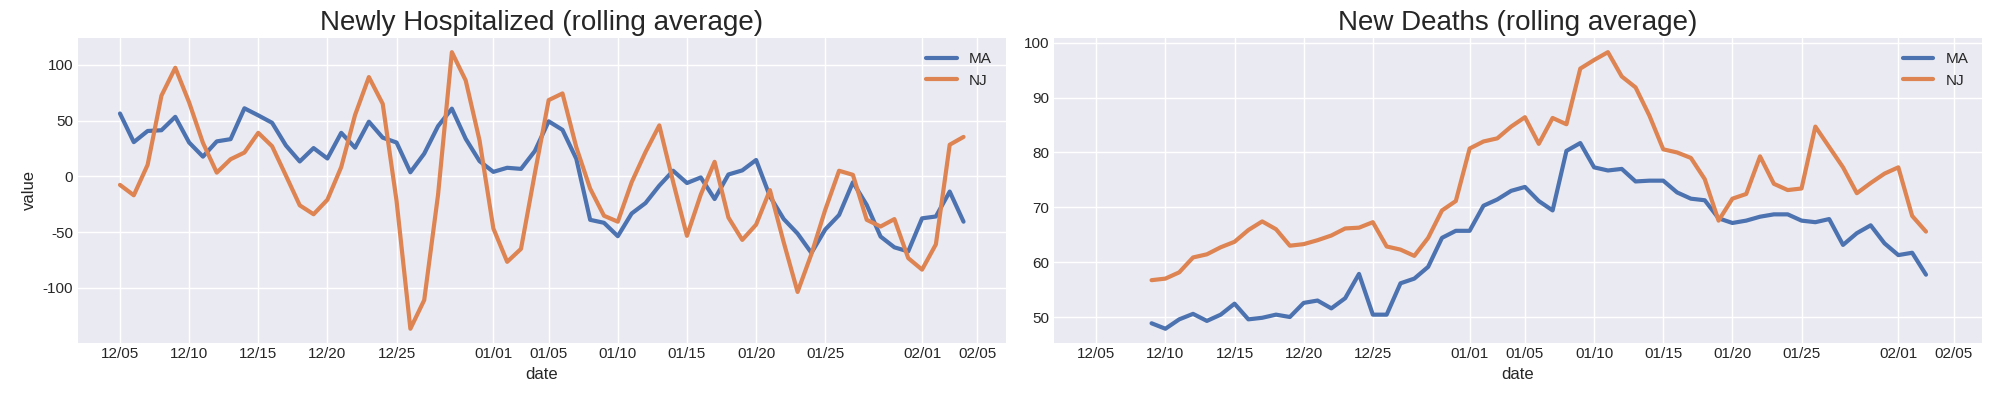 Newly Hospitalized (rolling average)
MA
NJ
value
100
50
0
-50
-100
12/05 12/10 12/15 12/20 12/25 01/01 01/05 01/10 01/15 01/20 01/25 02/01 02/05
date
New Deaths (rolling average)
MA
NJ
100
90
80
70
60
50
12/05 12/10 12/15 12/20 12/25 01/01 01/05 01/10 01/15 01/20 01/25 02/01 02/05
date